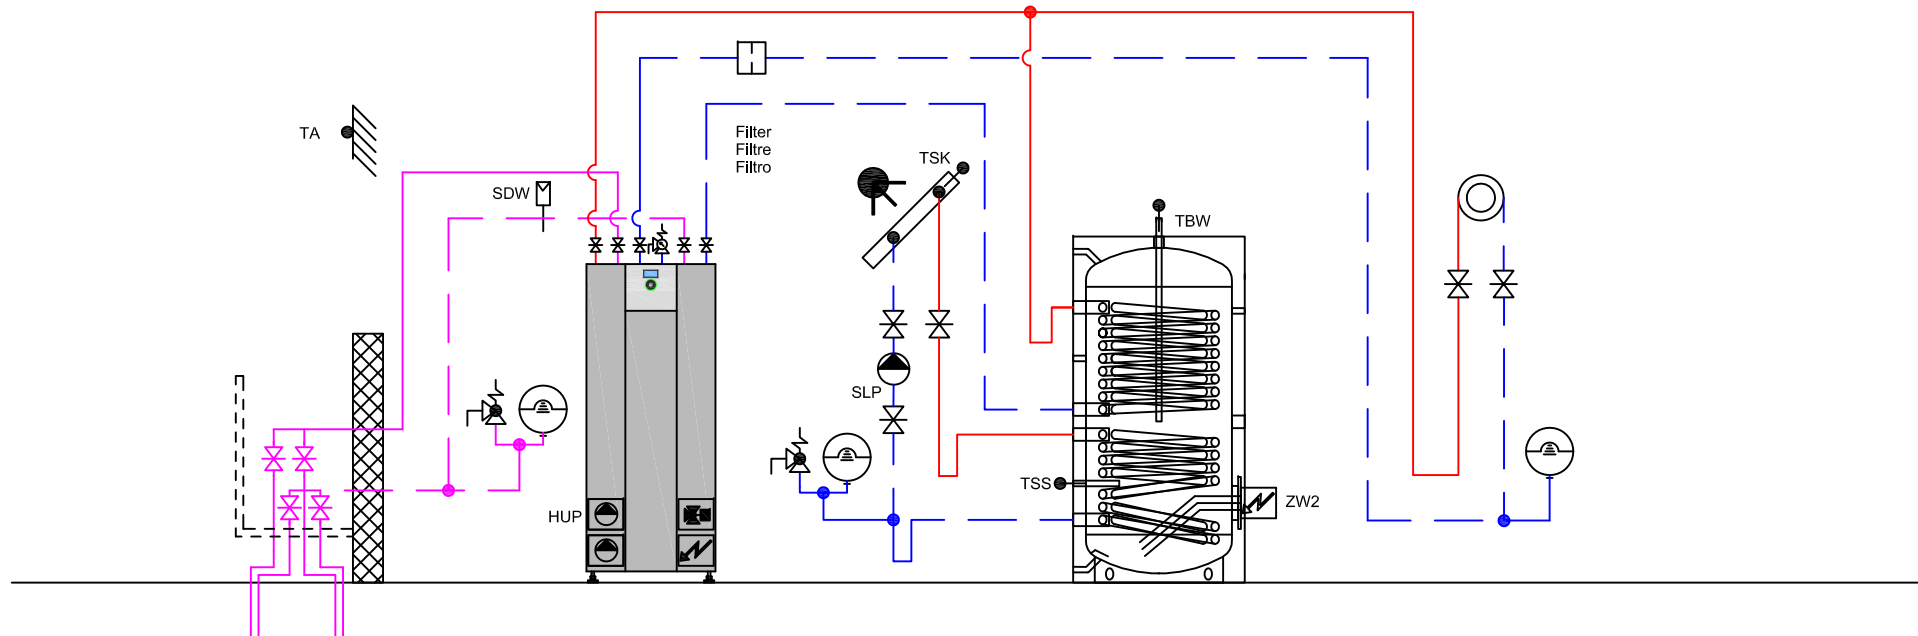 TA
SDW
Filter
Filtre
Filtro
TSK
TBW
SLP
TSS
HUP
ZW2